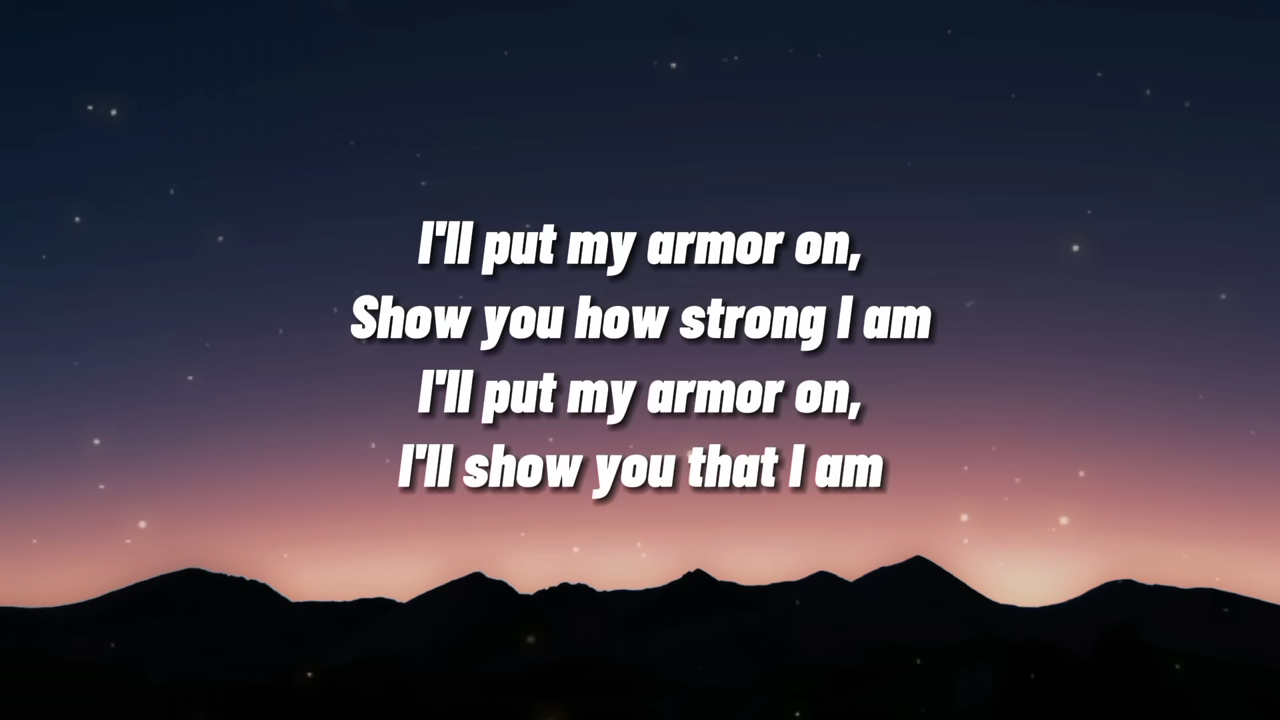 I'll put my armor on,
Show you how strong I am
I'll put my armor on,
I'll show you that I am